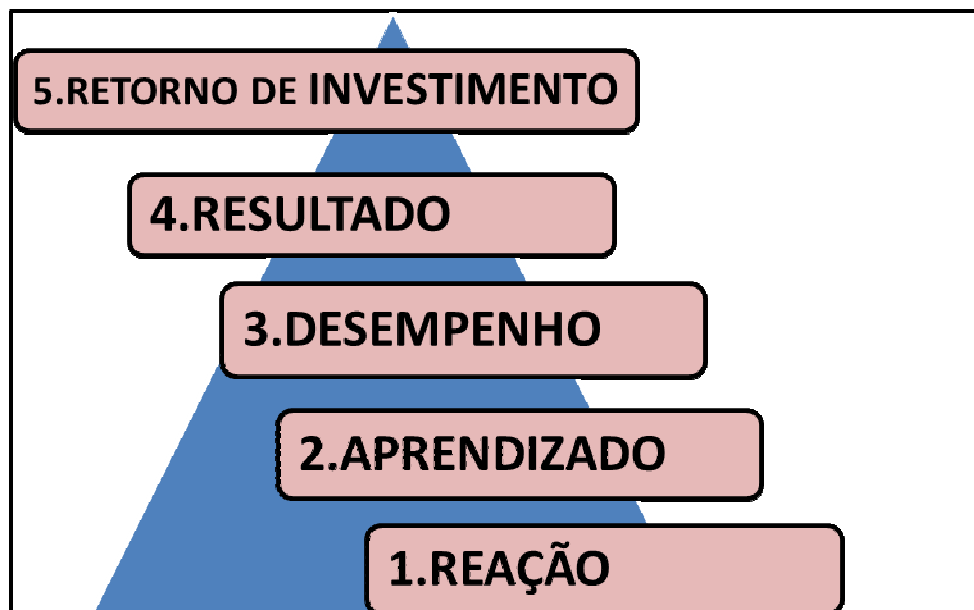 5.RETORNO DE INVESTIMENTO
4.RESULTADO
3.DESEMPENHO
2.APRENDIZADO
1.REAÇÃO